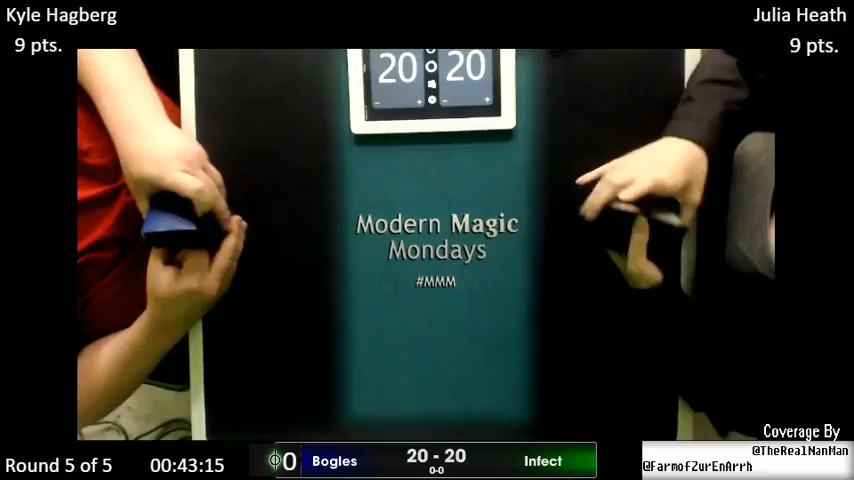 Kyle Hagberg
9 pts.
Julia Heath
9 pts.
20 20
Modern Magic
Mondays
#MMM
Round 5 of 5
00:43:15
0
Bogles
20 - 20
0-0
Infect
Coverage By
@TheRealNanMan
@FarmofZurEnArrh